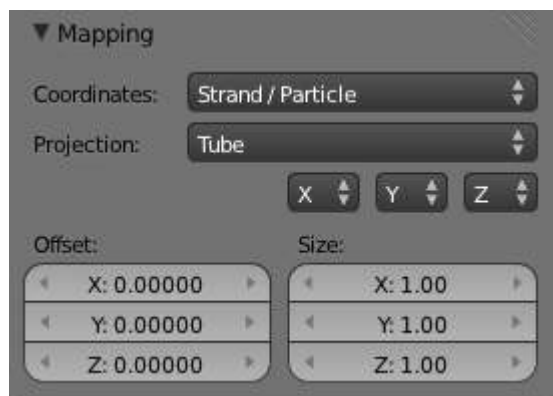 Mapping
Coordinates: Strand / Particle
Projection: Tube
X Y Z
Offset: Size:
X: 0.00000 X: 1.00
Y: 0.00000 Y: 1.00
Z: 0.00000 Z: 1.00